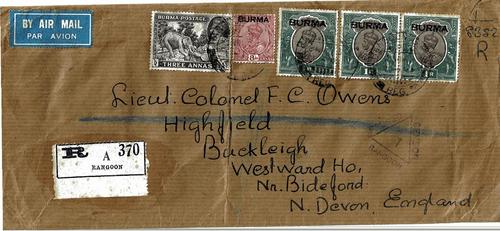 BY AIR MAIL
PAR AVION
BURMA POSTAGE
THREE ANNAS
BURMA
BURMA
BURMA
BURMA
8382
R
Lieut. Colonel F. C. Owens
Highfield
Buckleigh
Westward Ho,
Nr. Bideford
N. Devon, England
R A 370
RANGOON